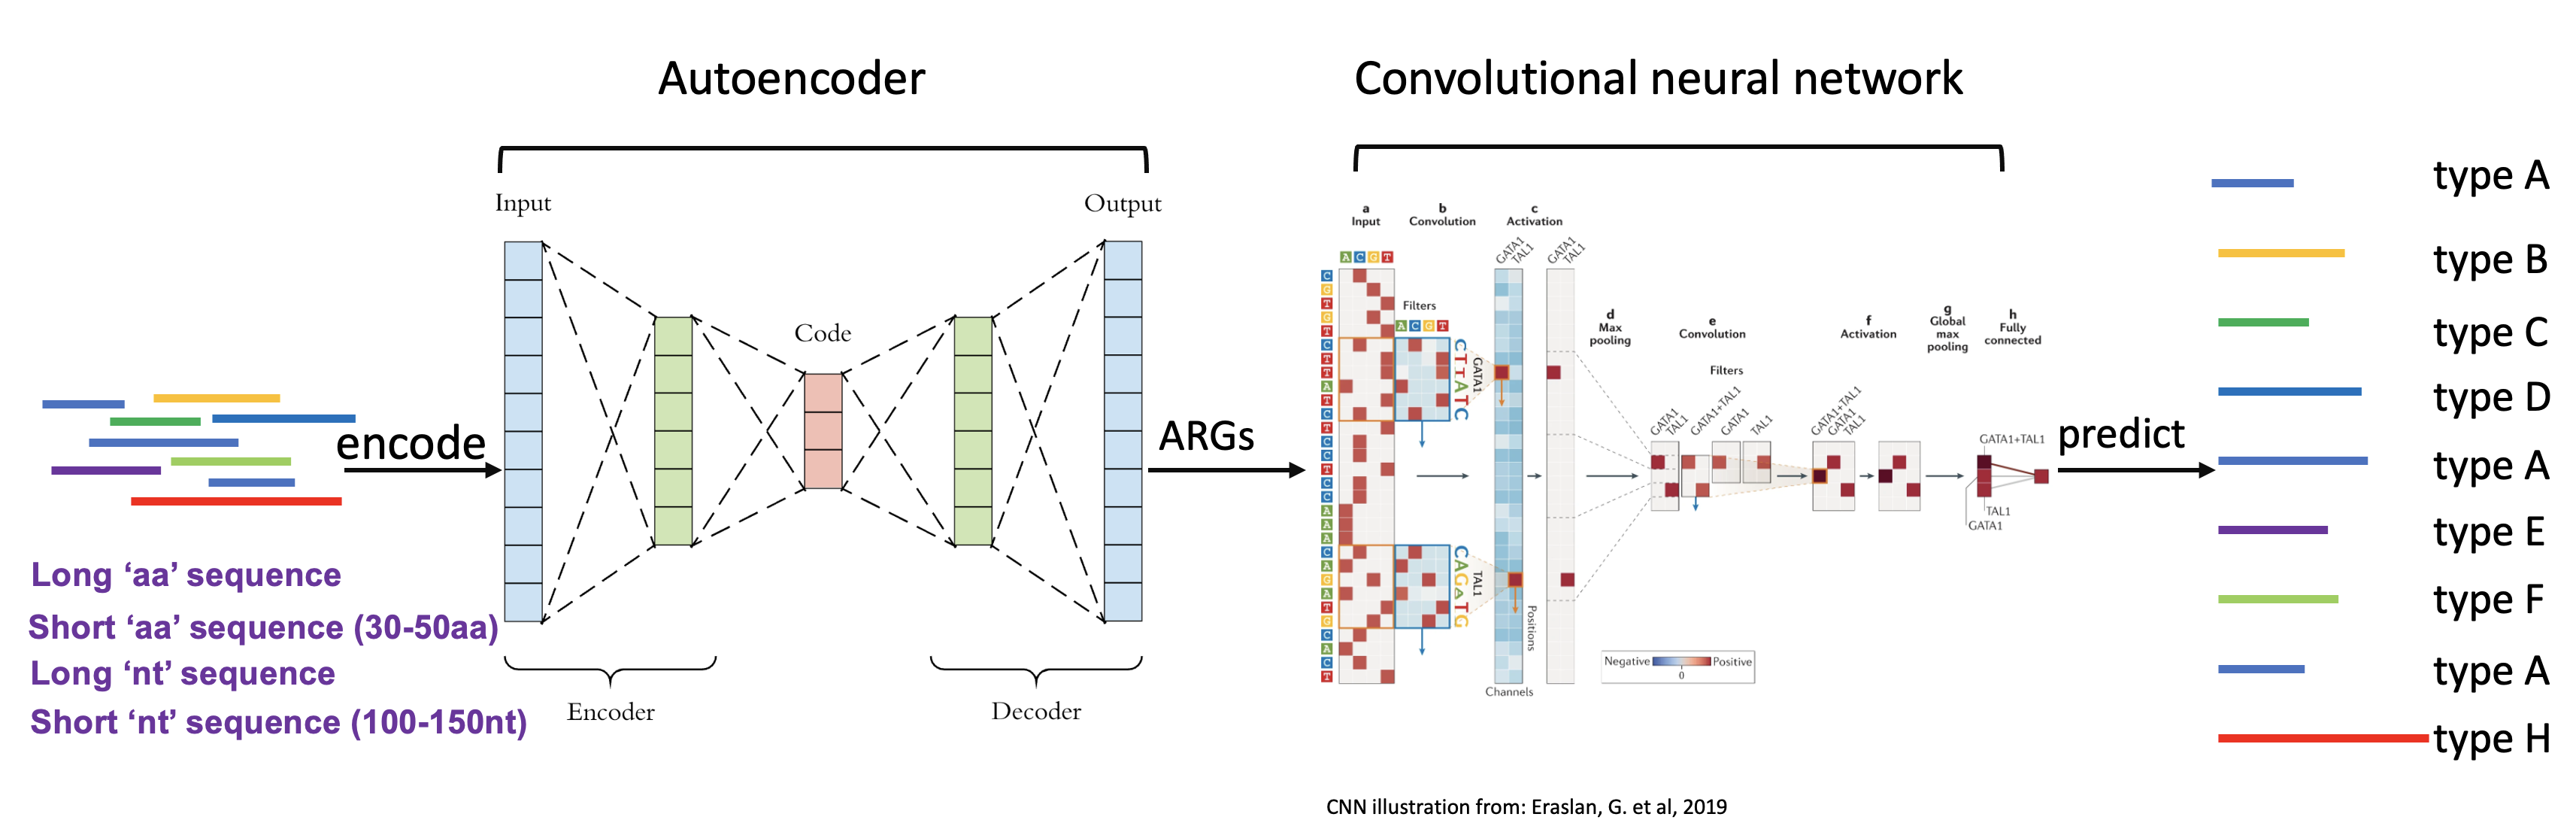 Autoencoder
Convolutional neural network
Input
Output
Code
encode
Long ‘aa’ sequence
Short ‘aa’ sequence (30-50aa)
Long ‘nt’ sequence
Short ‘nt’ sequence (100-150nt)
Encoder
Decoder
ARGs
a
Input
b
Convolution
c
Activation
A C G T
C
G
T
G
T
C
T
T
A
T
C
T
C
C
T
C
C
A
A
A
C
A
G
A
T
G
C
A
C
T
Filters
A C G T
CTTATC
GATA1
CAGATG
TAL1
GATA1
TAL1
GATA1
TAL1
Positions
Channels
d
Max
pooling
e
Convolution
Filters
GATA1
TAL1
GATA1+TAL1
GATA1
TAL1
f
Activation
GATA1+TAL1
GATA1
TAL1
g
Global
max
pooling
h
Fully
connected
GATA1+TAL1
TAL1
GATA1
Negative
Positive
0
predict
type A
type B
type C
type D
type A
type E
type F
type A
type H
CNN illustration from: Eraslan, G. et al, 2019